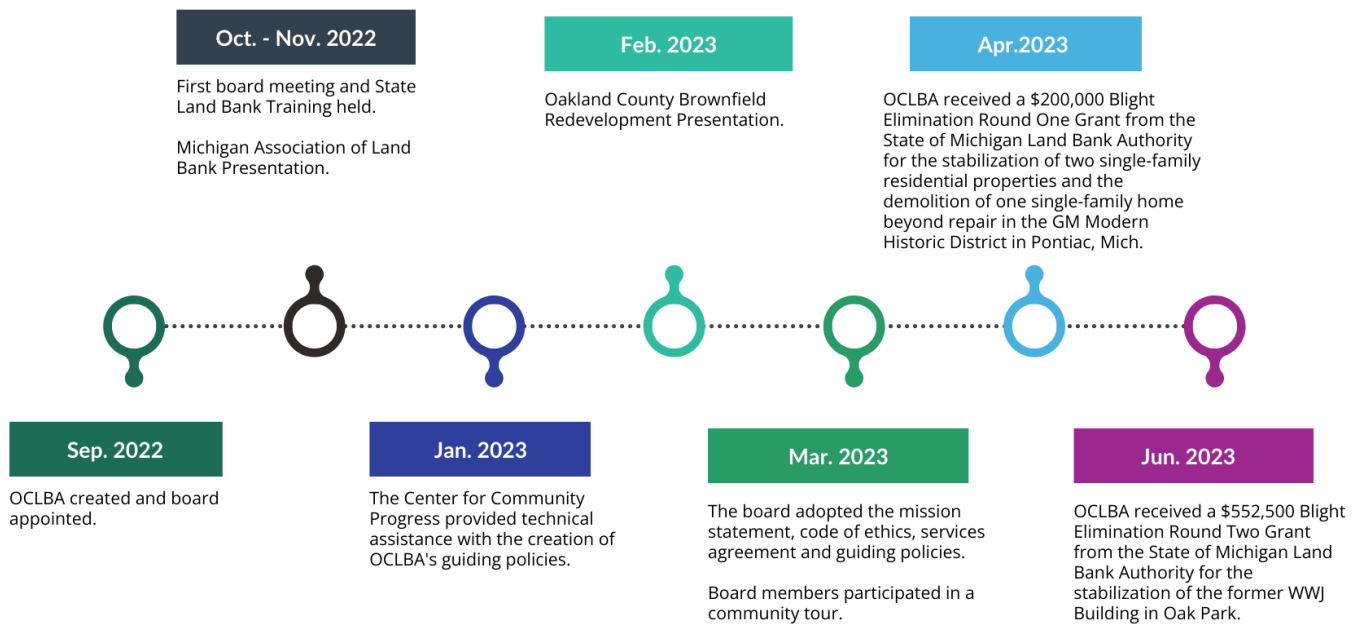 Oct. - Nov. 2022
First board meeting and State
Land Bank Training held.
Michigan Association of Land
Bank Presentation.
Feb. 2023
Oakland County Brownfield
Redevelopment Presentation.
Apr.2023
OCLBA received a $200,000 Blight
Elimination Round One Grant from the
State of Michigan Land Bank Authority
for the stabilization of two single-family
residential properties and the
demolition of one single-family home
beyond repair in the GM Modern
Historic District in Pontiac, Mich.
Sep. 2022
OCLBA created and board
appointed.
Jan. 2023
The Center for Community
Progress provided technical
assistance with the creation of
OCLBA's guiding policies.
Mar. 2023
The board adopted the mission
statement, code of ethics, services
agreement and guiding policies.
Board members participated in a
community tour.
Jun. 2023
OCLBA received a $552,500 Blight
Elimination Round Two Grant
from the State of Michigan Land
Bank Authority for the
stabilization of the former WWJ
Building in Oak Park.